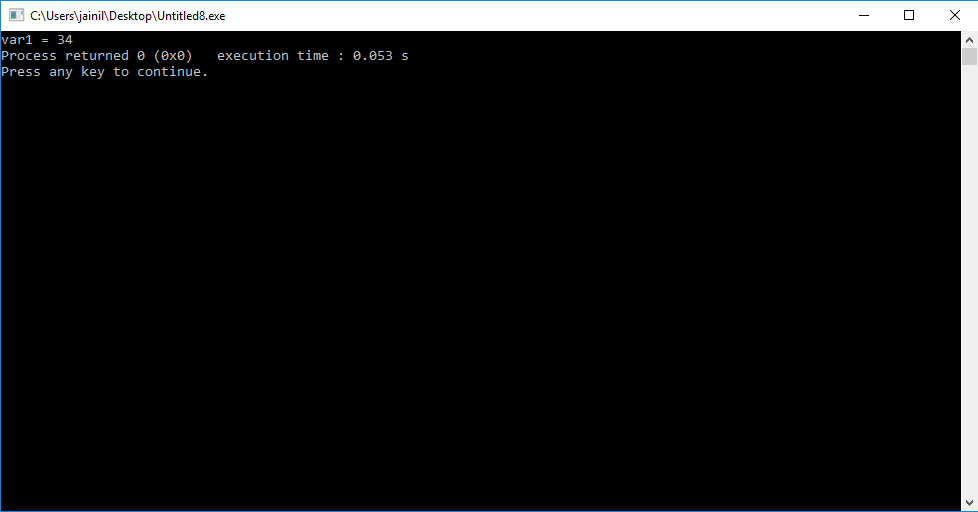 C:\Users\jainil\Desktop\Untitled8.exe
var1 = 34
Process returned 0 (0x0)   execution time : 0.053 s
Press any key to continue.